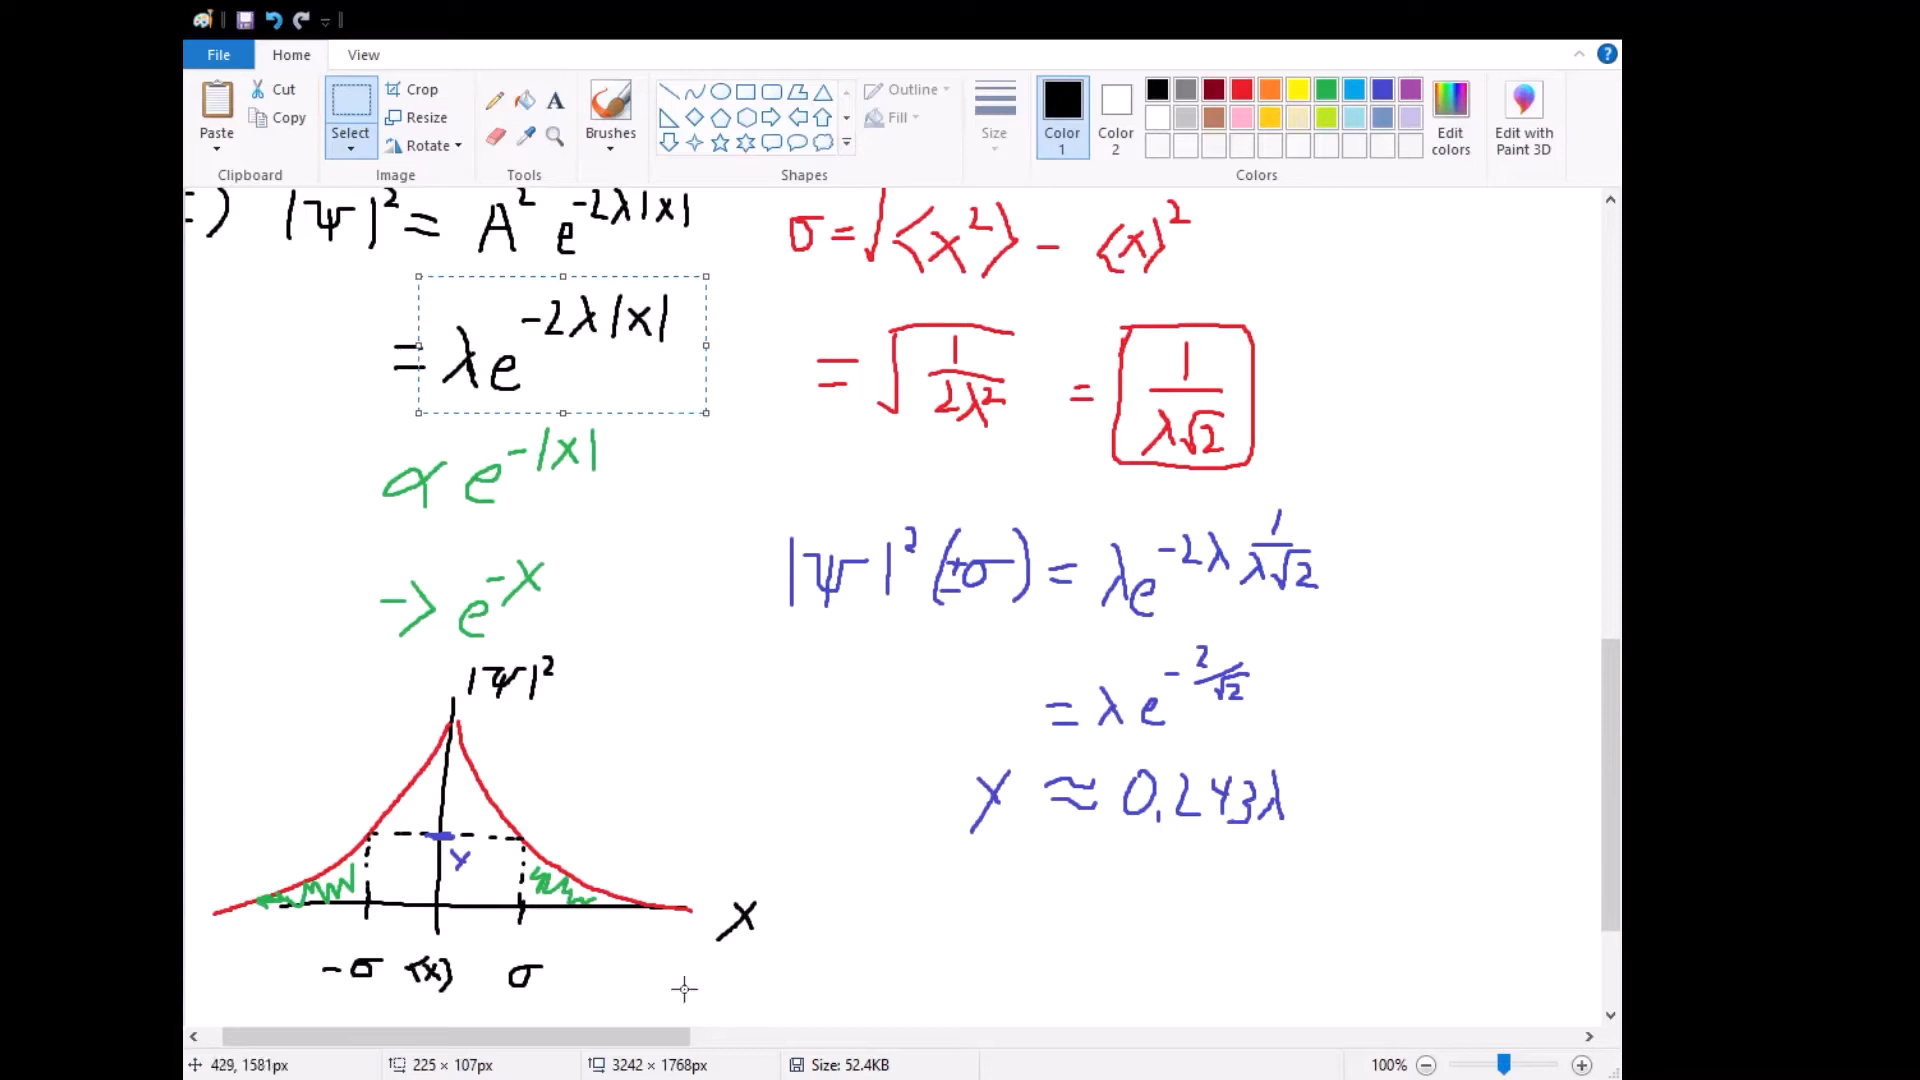 File Home View
Paste
Cut
Copy
Clipboard
Select
Crop
Resize
Rotate
Image
A
Tools
Brushes
Outline
Fill
Shapes
Size
Color 1
Color 2
Edit colors
Edit with Paint 3D
Colors
=) |ψ|² = A² e^{-2λ|x|}
= λe^{-2λ|x|}
∝ e^{-|x|}
-> e^{-x}
|ψ|²
y
x
-σ ⟨x⟩ σ
σ = √⟨x²⟩ - ⟨x⟩²
= √(1/(2λ²)) = 1/(λ√2)
|ψ|²(±σ) = λe^{-2λ 1/(λ√2)}
= λe^{-2/√2}
y ≈ 0.243λ
429, 1581px 225 × 107px 3242 × 1768px Size: 52.4KB 100%